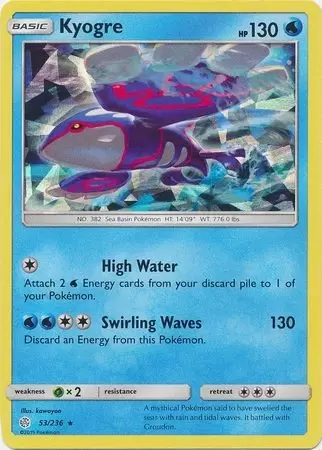 BASIC Kyogre HP 130
NO. 382 Sea Basin Pokémon HT: 14'09" WT: 776.0 lbs
High Water
Attach 2 Energy cards from your discard pile to 1 of
your Pokémon.
Swirling Waves 130
Discard an Energy from this Pokémon.
weakness × 2 resistance retreat
Illus. kawayoo
53/236
©2019 Pokémon
A mythical Pokémon said to have swelled the
seas with rain and tidal waves. It battled with
Groudon.